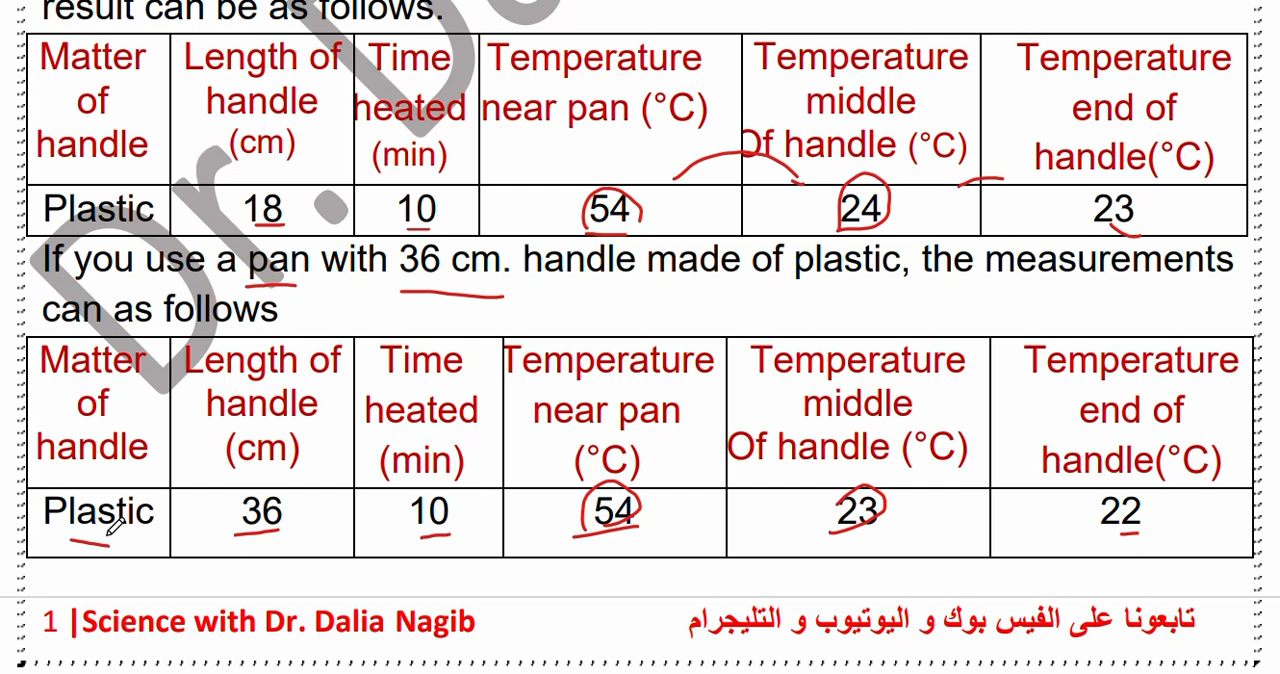 result can be as follows.
Matter of handle | Length of handle (cm) | Time heated (min) | Temperature near pan (°C) | Temperature middle Of handle (°C) | Temperature end of handle(°C)
Plastic | 18 | 10 | 54 | 24 | 23
If you use a pan with 36 cm. handle made of plastic, the measurements
can as follows
Matter of handle | Length of handle (cm) | Time heated (min) | Temperature near pan (°C) | Temperature middle Of handle (°C) | Temperature end of handle(°C)
Plastic | 36 | 10 | 54 | 23 | 22
1 |Science with Dr. Dalia Nagib
تابعونا على الفيس بوك و اليوتيوب و التليجرام